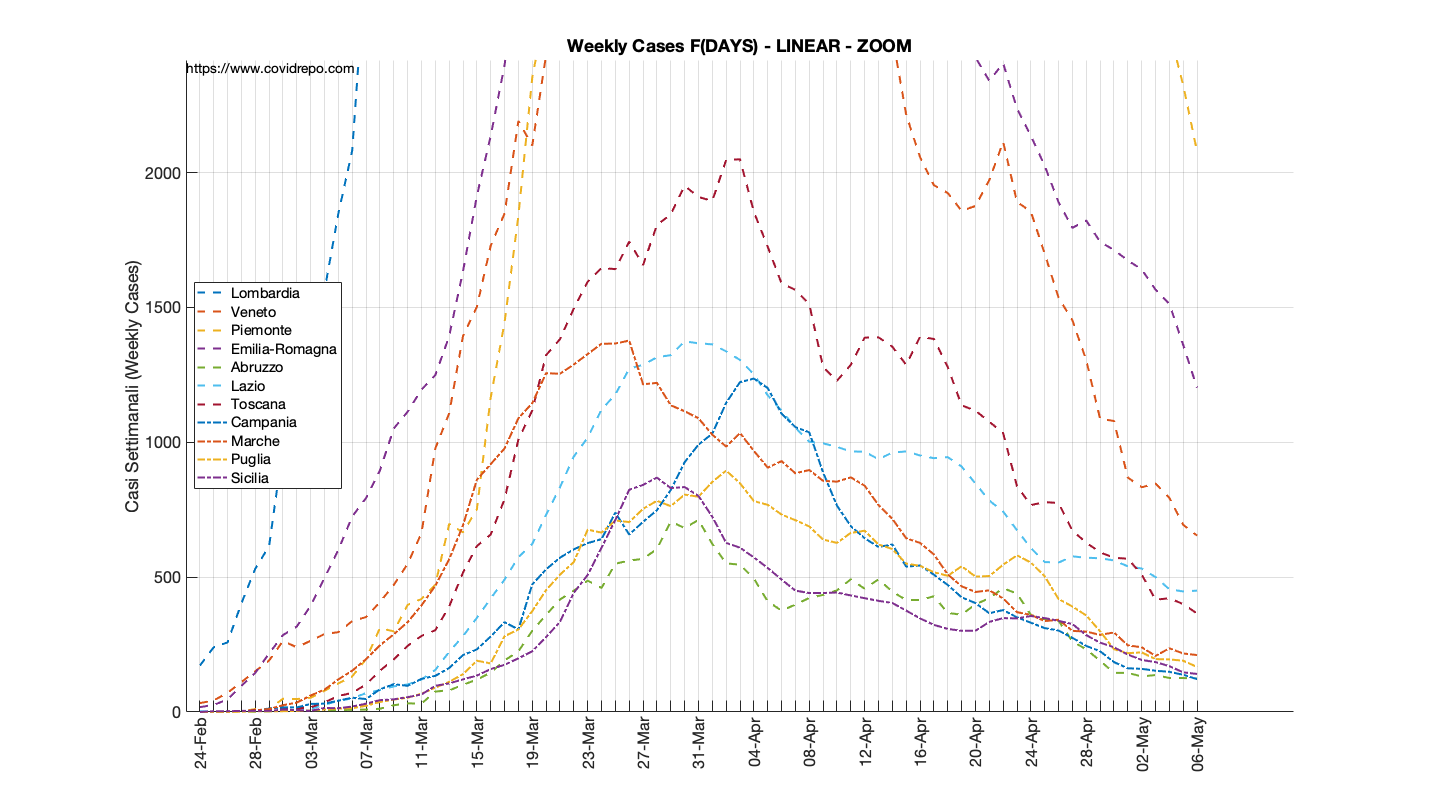 Weekly Cases F(DAYS) - LINEAR - ZOOM
https://www.covidrepo.com
Casi Settimanali (Weekly Cases)
2000
1500
1000
500
0
Lombardia
Veneto
Piemonte
Emilia-Romagna
Abruzzo
Lazio
Toscana
Campania
Marche
Puglia
Sicilia
24-Feb
28-Feb
03-Mar
07-Mar
11-Mar
15-Mar
19-Mar
23-Mar
27-Mar
31-Mar
04-Apr
08-Apr
12-Apr
16-Apr
20-Apr
24-Apr
28-Apr
02-May
06-May